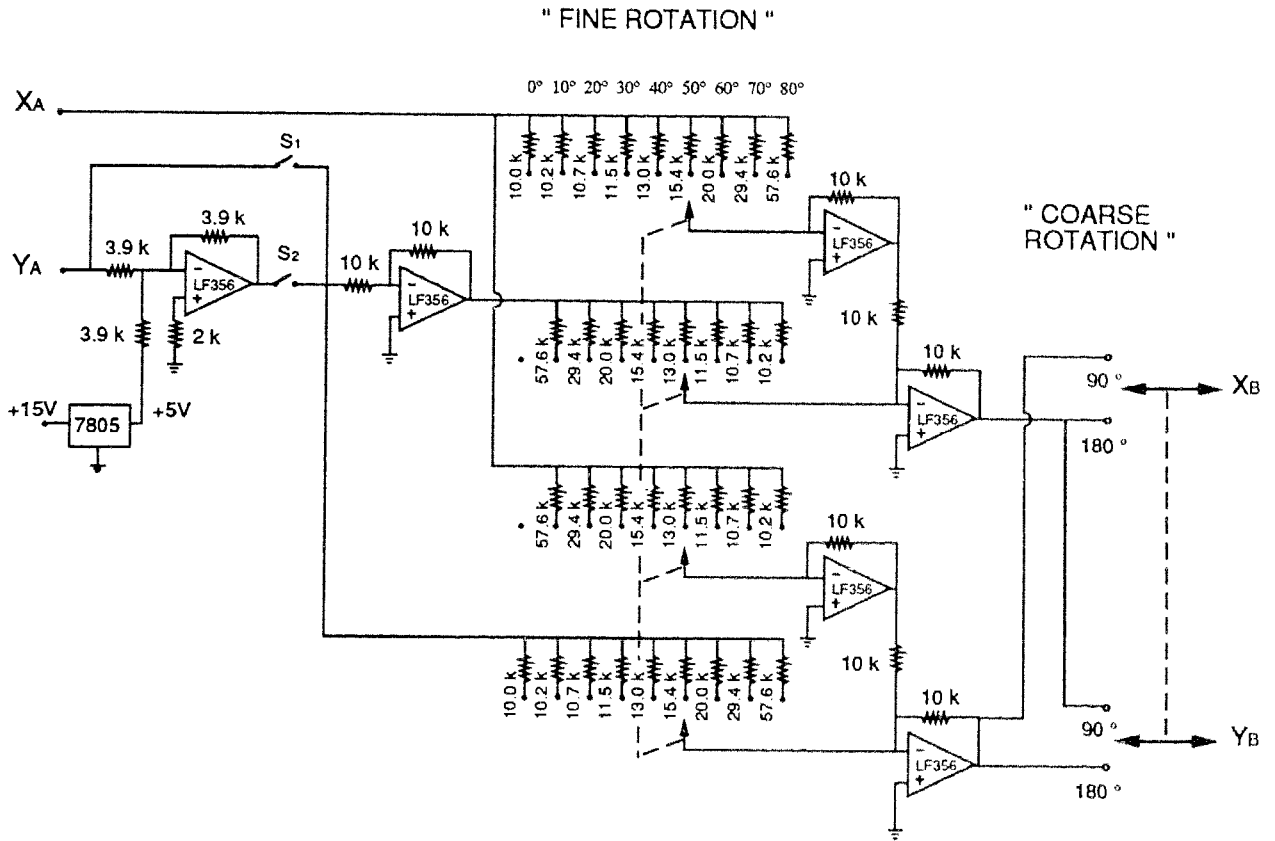 " FINE ROTATION "
0° 10° 20° 30° 40° 50° 60° 70° 80°
XA
S1
10.0 k 10.2 k 10.7 k 11.5 k 13.0 k 15.4 k 20.0 k 29.4 k 57.6 k
10 k
LF356
" COARSE
ROTATION "
3.9 k
YA
3.9 k
LF356
S2
10 k
10 k
LF356
3.9 k
2 k
10 k
57.6 k 29.4 k 20.0 k 15.4 k 13.0 k 11.5 k 10.7 k 10.2 k
10 k
LF356
90 °
XB
180 °
+15V
7805
+5V
57.6 k 29.4 k 20.0 k 15.4 k 13.0 k 11.5 k 10.7 k 10.2 k
10 k
LF356
10 k
10.0 k 10.2 k 10.7 k 11.5 k 13.0 k 15.4 k 20.0 k 29.4 k 57.6 k
10 k
LF356
90 °
YB
180 °